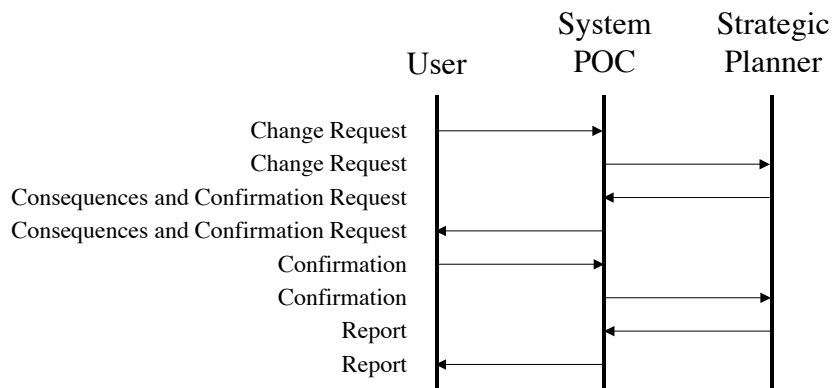 System
Strategic
User
POC
Planner
Change Request
Change Request
Consequences and Confirmation Request
Consequences and Confirmation Request
Confirmation
Confirmation
Report
Report